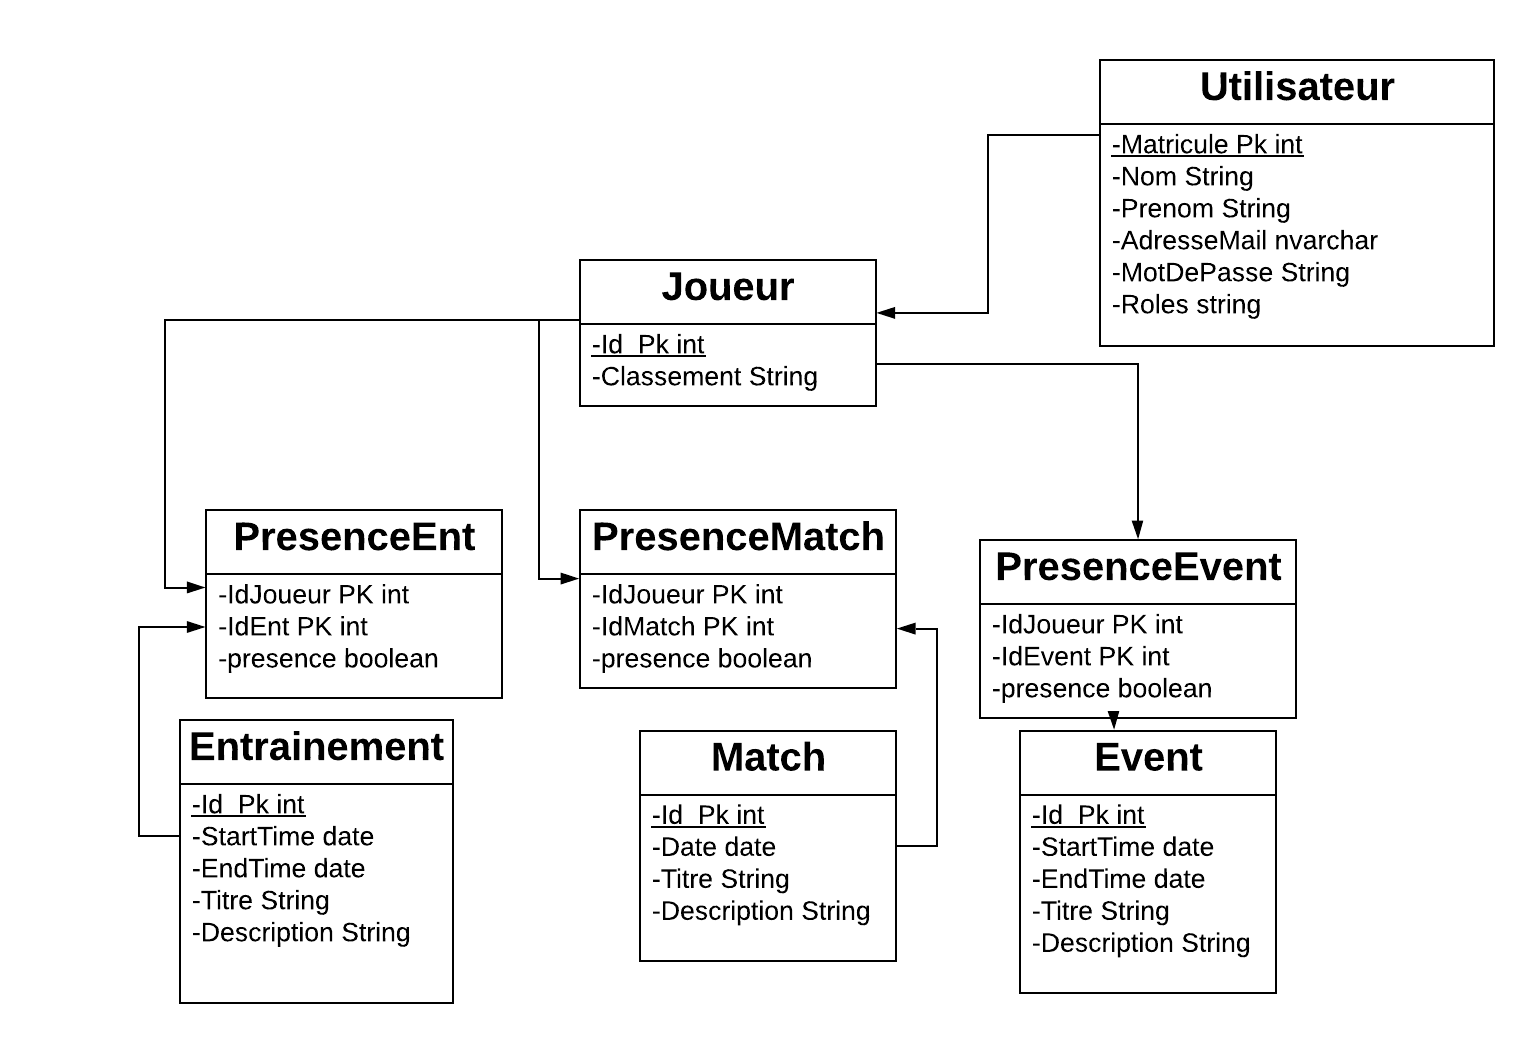 Utilisateur
-Matricule Pk int
-Nom String
-Prenom String
-AdresseMail nvarchar
-MotDePasse String
-Roles string
Joueur
-Id  Pk int
-Classement String
PresenceEnt
-IdJoueur PK int
-IdEnt PK int
-presence boolean
PresenceMatch
-IdJoueur PK int
-IdMatch PK int
-presence boolean
PresenceEvent
-IdJoueur PK int
-IdEvent PK int
-presence boolean
Entrainement
-Id  Pk int
-StartTime date
-EndTime date
-Titre String
-Description String
Match
-Id  Pk int
-Date date
-Titre String
-Description String
Event
-Id  Pk int
-StartTime date
-EndTime date
-Titre String
-Description String